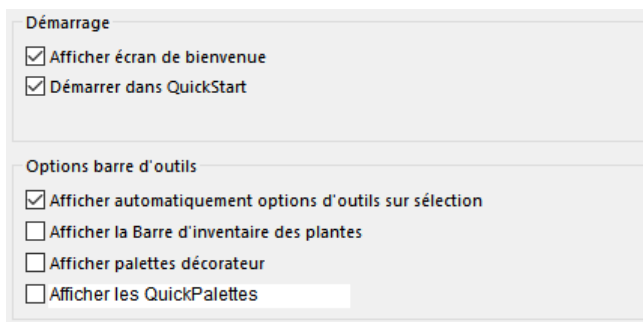 Démarrage
Afficher écran de bienvenue
Démarrer dans QuickStart
Options barre d'outils
Afficher automatiquement options d'outils sur sélection
Afficher la Barre d'inventaire des plantes
Afficher palettes décorateur
Afficher les QuickPalettes